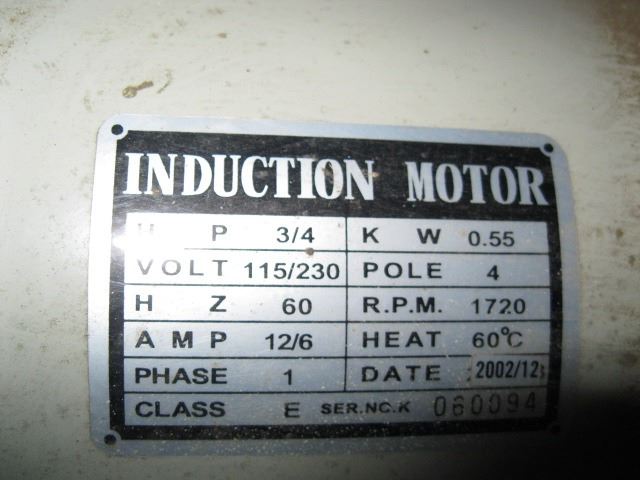 INDUCTION MOTOR
H P 3/4 K W 0.55
VOLT 115/230 POLE 4
H Z 60 R.P.M. 1720
AMP 12/6 HEAT 60°C
PHASE 1 DATE 2002/12
CLASS E SER.NO.K 060094